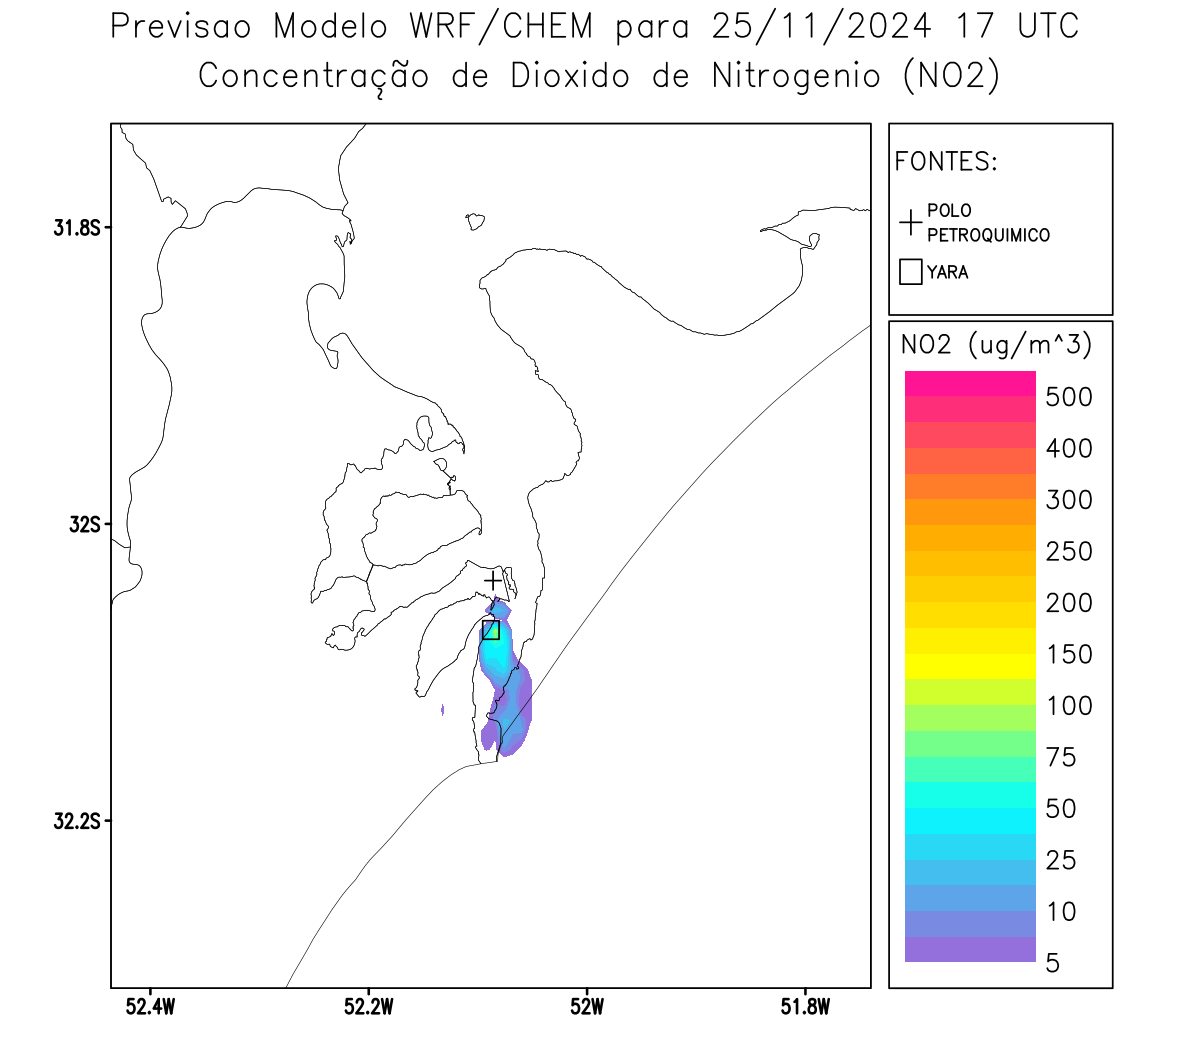 Previsao Modelo WRF/CHEM para 25/11/2024 17 UTC
Concentração de Dioxido de Nitrogenio (NO2)
FONTES:
POLO
PETROQUIMICO
YARA
NO2 (ug/m^3)
500
400
300
250
200
150
100
75
50
25
10
5
31.8S
32S
32.2S
52.4W
52.2W
52W
51.8W